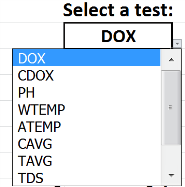 Select a test:
DOX
DOX
CDOX
PH
WTEMP
ATEMP
CAVG
TAVG
TDS